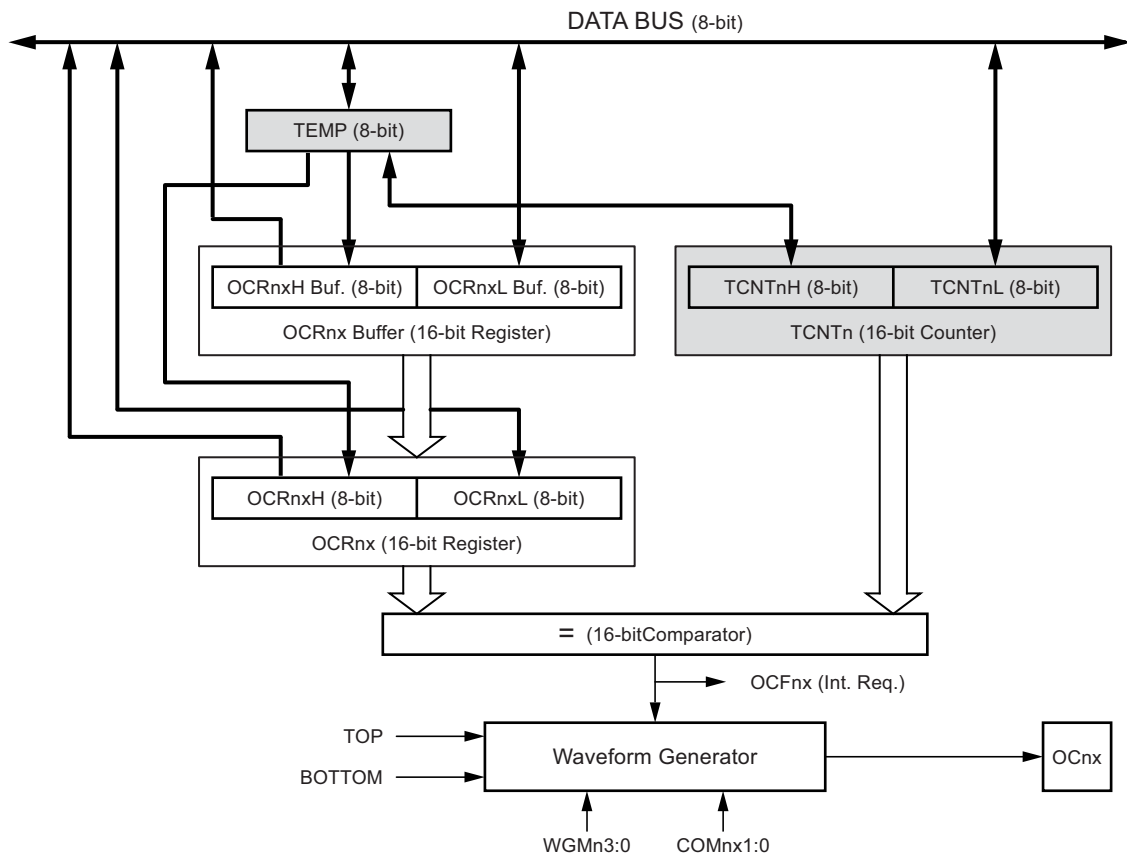 DATA BUS (8-bit)
TEMP (8-bit)
OCRnxH Buf. (8-bit)
OCRnxL Buf. (8-bit)
OCRnx Buffer (16-bit Register)
TCNTnH (8-bit)
TCNTnL (8-bit)
TCNTn (16-bit Counter)
OCRnxH (8-bit)
OCRnxL (8-bit)
OCRnx (16-bit Register)
= (16-bitComparator)
OCFnx (Int. Req.)
TOP
BOTTOM
Waveform Generator
OCnx
WGMn3:0
COMnx1:0